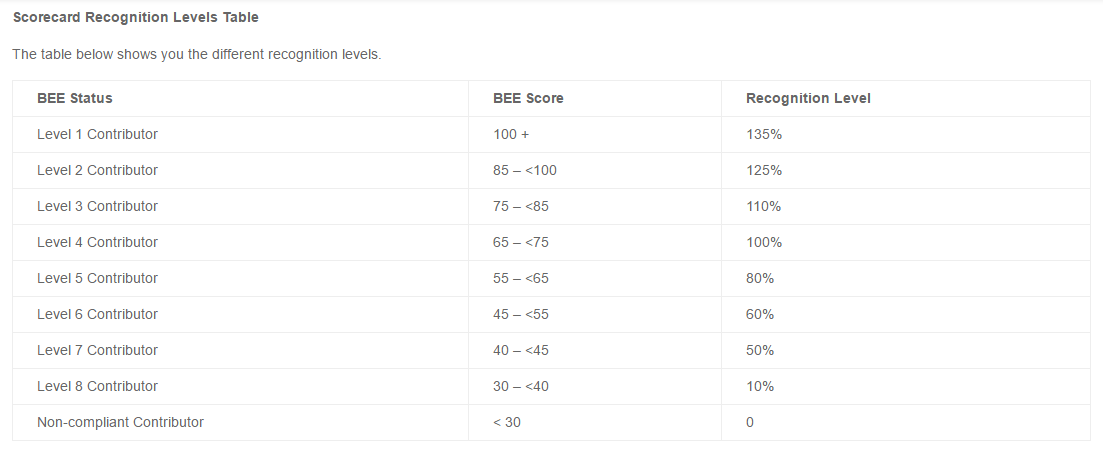 Scorecard Recognition Levels Table
The table below shows you the different recognition levels.
BEE Status BEE Score Recognition Level
Level 1 Contributor 100 + 135%
Level 2 Contributor 85 – <100 125%
Level 3 Contributor 75 – <85 110%
Level 4 Contributor 65 – <75 100%
Level 5 Contributor 55 – <65 80%
Level 6 Contributor 45 – <55 60%
Level 7 Contributor 40 – <45 50%
Level 8 Contributor 30 – <40 10%
Non-compliant Contributor < 30 0